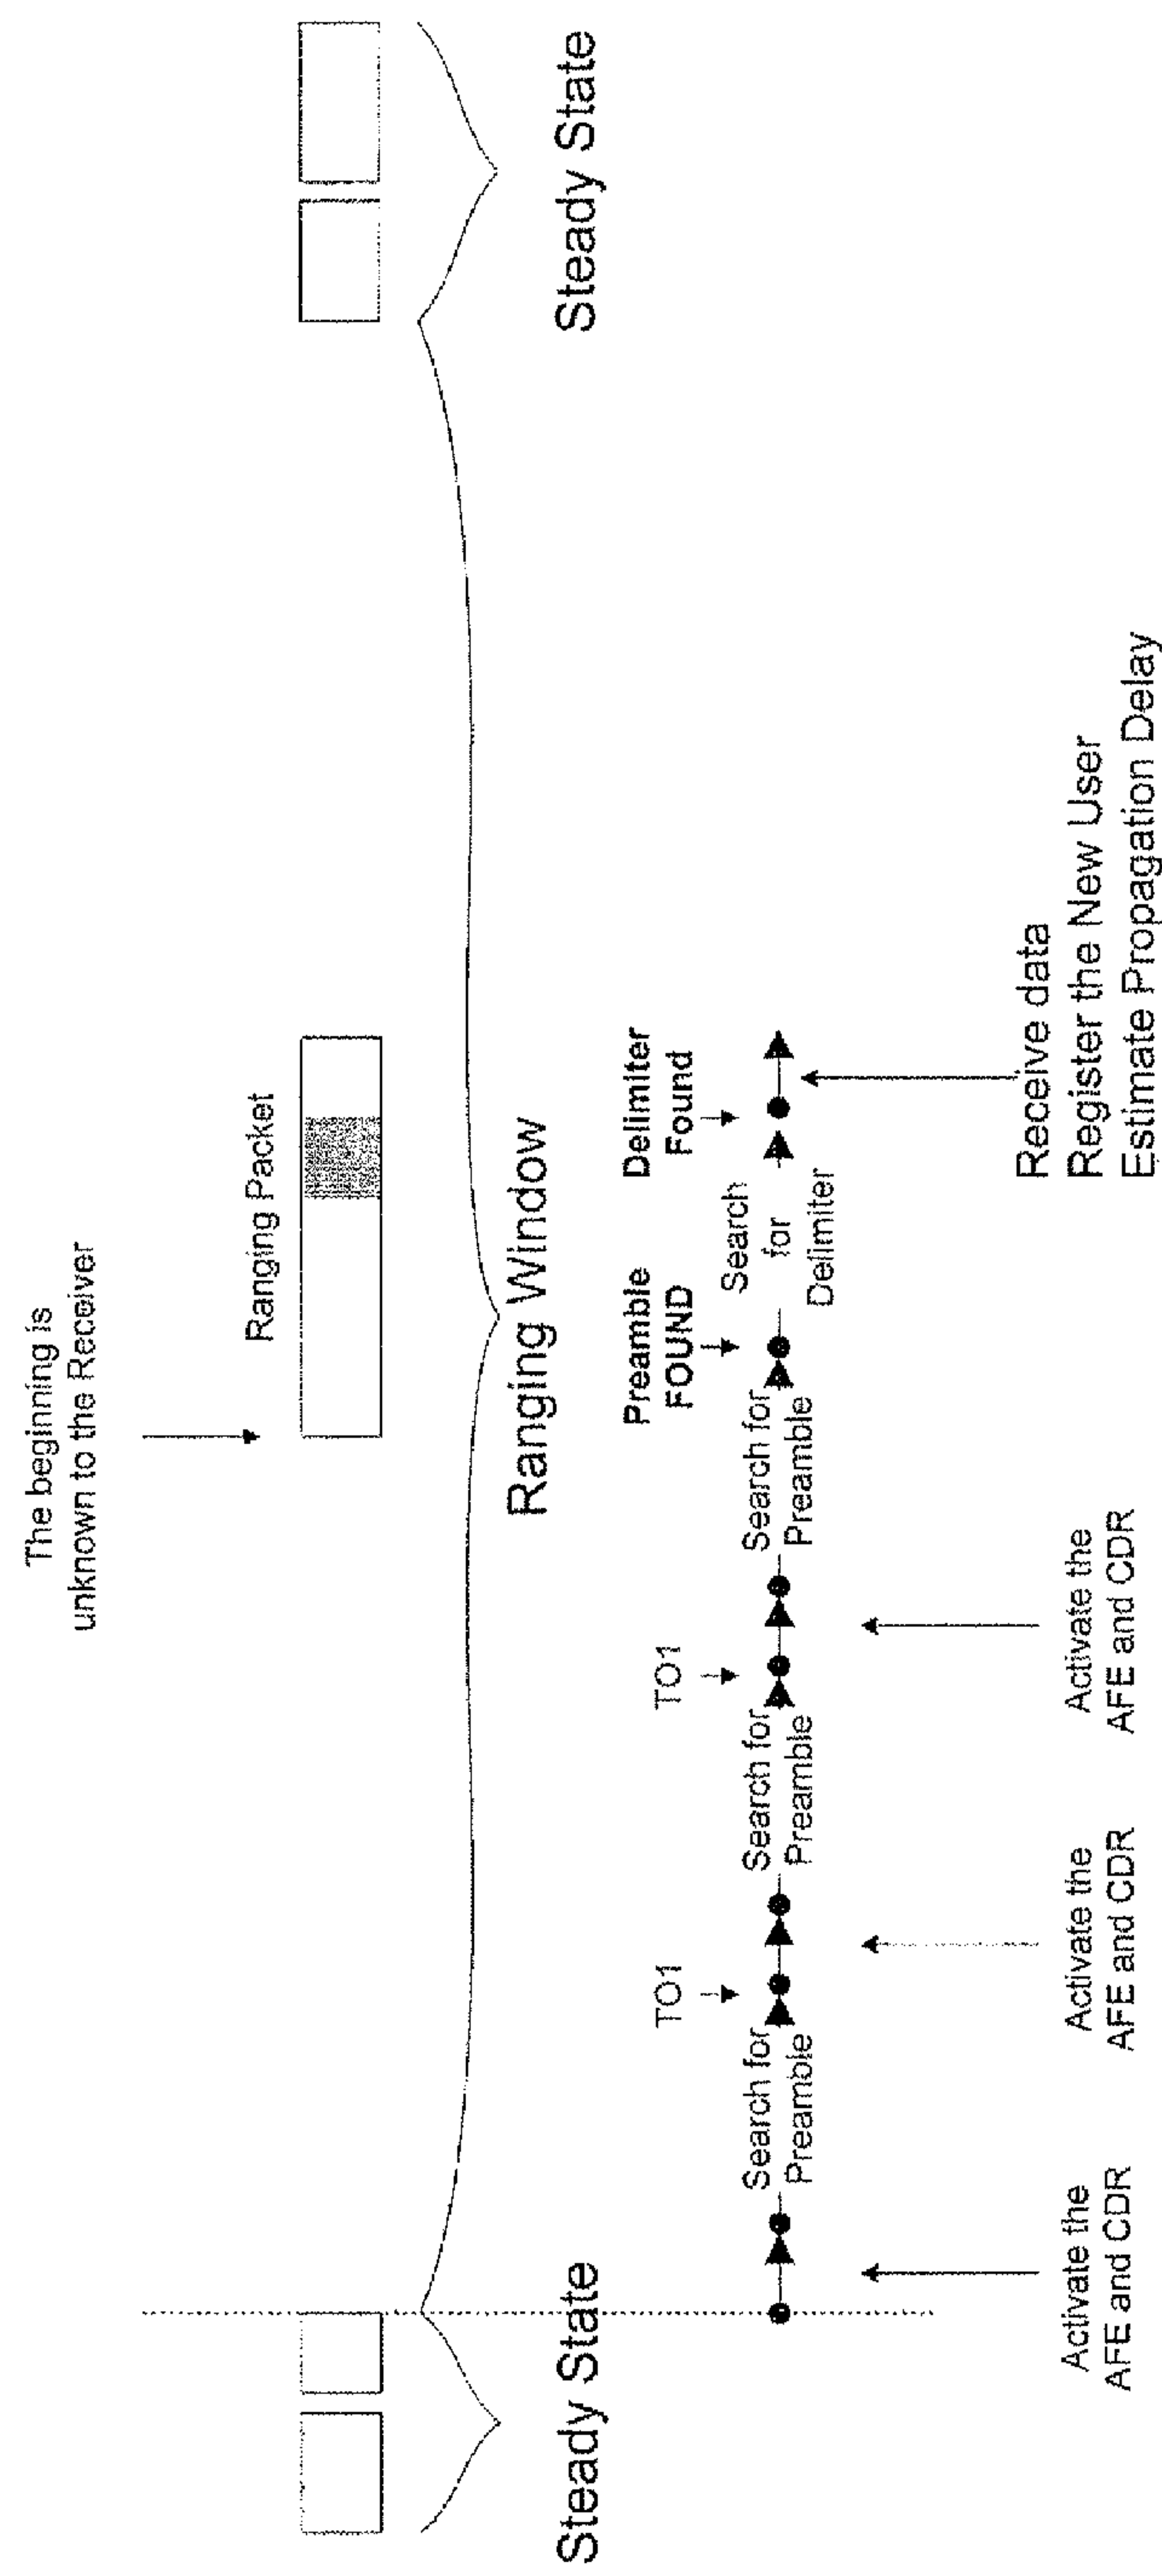 The beginning is
unknown to the Receiver
Ranging Packet
Steady State
Ranging Window
Steady State
TO1
TO1
Preamble
FOUND
Delimiter
Found
Search for
Preamble
Search for
Preamble
Search for
Preamble
Search
for
Delimiter
Activate the
AFE and CDR
Activate the
AFE and CDR
Activate the
AFE and CDR
Receive data
Register the New User
Estimate Propagation Delay